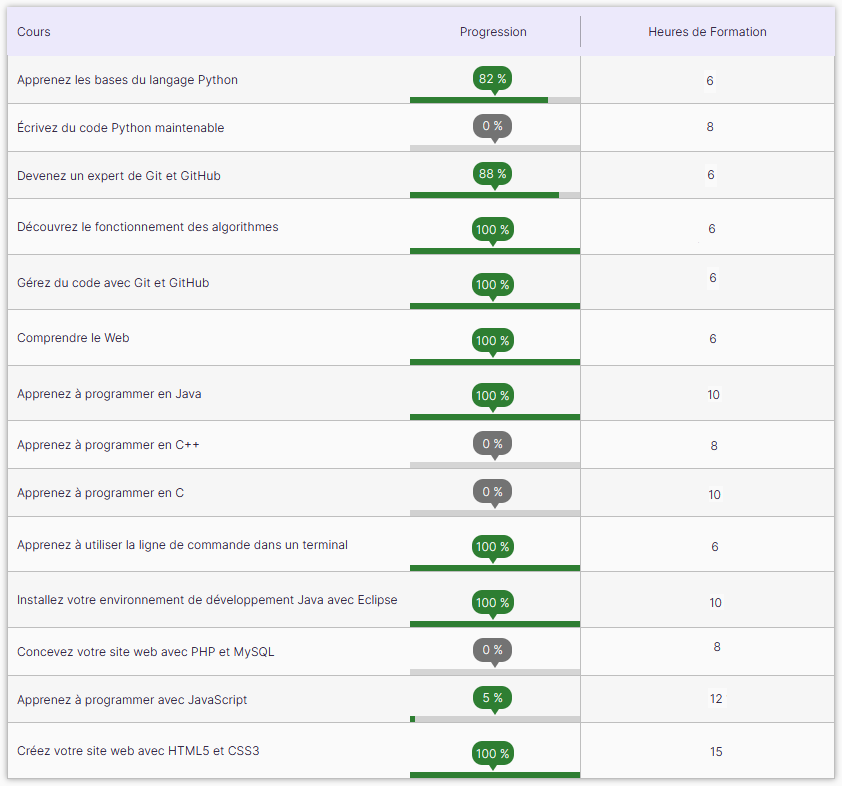 Cours Progression Heures de Formation
Apprenez les bases du langage Python 82 % 6
Écrivez du code Python maintenable 0 % 8
Devenez un expert de Git et GitHub 88 % 6
Découvrez le fonctionnement des algorithmes 100 % 6
Gérez du code avec Git et GitHub 100 % 6
Comprendre le Web 100 % 6
Apprenez à programmer en Java 100 % 10
Apprenez à programmer en C++ 0 % 8
Apprenez à programmer en C 0 % 10
Apprenez à utiliser la ligne de commande dans un terminal 100 % 6
Installez votre environnement de développement Java avec Eclipse 100 % 10
Concevez votre site web avec PHP et MySQL 0 % 8
Apprenez à programmer avec JavaScript 5 % 12
Créez votre site web avec HTML5 et CSS3 100 % 15